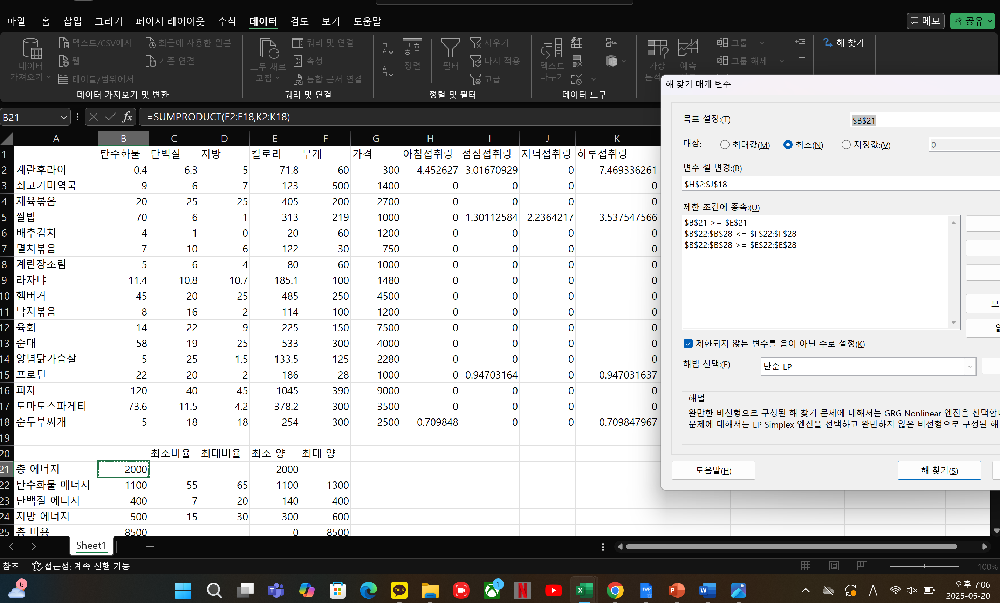 파일 홈 삽입 그리기 페이지 레이아웃 수식 데이터 검토 보기 도움말 메모 공유
데이터 가져오기 텍스트/CSV에서 웹 테이블/범위에서 최근에 사용한 원본 기존 연결
모두 새로 고침 쿼리 및 연결 속성 통합 문서 연결
정렬 필터 지우기 다시 적용 고급
텍스트 나누기 가상 분석 예측 그룹 그룹 해제 해 찾기
데이터 가져오기 및 변환 쿼리 및 연결 정렬 및 필터 데이터 도구
B21 fx =SUMPRODUCT(E2:E18,K2:K18)
A B C D E F G H I J K
1 탄수화물 단백질 지방 칼로리 무게 가격 아침섭취량 점심섭취량 저녁섭취량 하루섭취량
2 계란후라이 0.4 6.3 5 71.8 60 300 4.452627 3.01670929 0 7.469336261
3 쇠고기미역국 9 6 7 123 500 1400 0 0 0 0
4 제육볶음 20 25 25 405 200 2700 0 0 0 0
5 쌀밥 70 6 1 313 219 1000 0 1.30112584 2.2364217 3.537547566
6 배추김치 4 1 0 20 60 1200 0 0 0 0
7 멸치볶음 7 10 6 122 30 750 0 0 0 0
8 계란장조림 5 6 4 80 60 1000 0 0 0 0
9 라자냐 11.4 10.8 10.7 185.1 100 1480 0 0 0 0
10 햄버거 45 20 25 485 250 4500 0 0 0 0
11 낙지볶음 8 16 2 114 100 1200 0 0 0 0
12 육회 14 22 9 225 150 7500 0 0 0 0
13 순대 58 19 25 533 300 4000 0 0 0 0
14 양념닭가슴살 5 25 1.5 133.5 125 2280 0 0 0 0
15 프로틴 22 20 2 186 28 1000 0 0.94703164 0 0.947031637
16 피자 120 40 45 1045 390 9000 0 0 0 0
17 토마토스파게티 73.6 11.5 4.2 378.2 300 3500 0 0 0 0
18 순두부찌개 5 18 18 254 300 2500 0.709848 0 0 0.709847967
19
20 최소비율 최대비율 최소 양 최대 양
21 총 에너지 2000 2000
22 탄수화물 에너지 1100 55 65 1100 1300
23 단백질 에너지 400 7 20 140 400
24 지방 에너지 500 15 30 300 600
25 총 비용 8500 0 8500
해 찾기 매개 변수
목표 설정:(T) $B$21
대상: 최대값(M) 최소(N) 지정값:(V) 0
변수 셀 변경:(B)
$H$2:$J$18
제한 조건에 종속:(U)
$B$21 >= $E$21
$B$22:$B$28 <= $F$22:$F$28
$B$22:$B$28 >= $E$22:$E$28
제한되지 않는 변수를 음이 아닌 수로 설정(K)
해법 선택:(E) 단순 LP
해법
완만한 비선형으로 구성된 해 찾기 문제에 대해서는 GRG Nonlinear 엔진을 선택합
문제에 대해서는 LP Simplex 엔진을 선택하고 완만하지 않은 비선형으로 구성된 해
도움말(H) 해 찾기(S)
Sheet1
참조 접근성: 계속 진행 가능 100%
6 TALK 1 HWP A 오후 7:06
2025-05-20